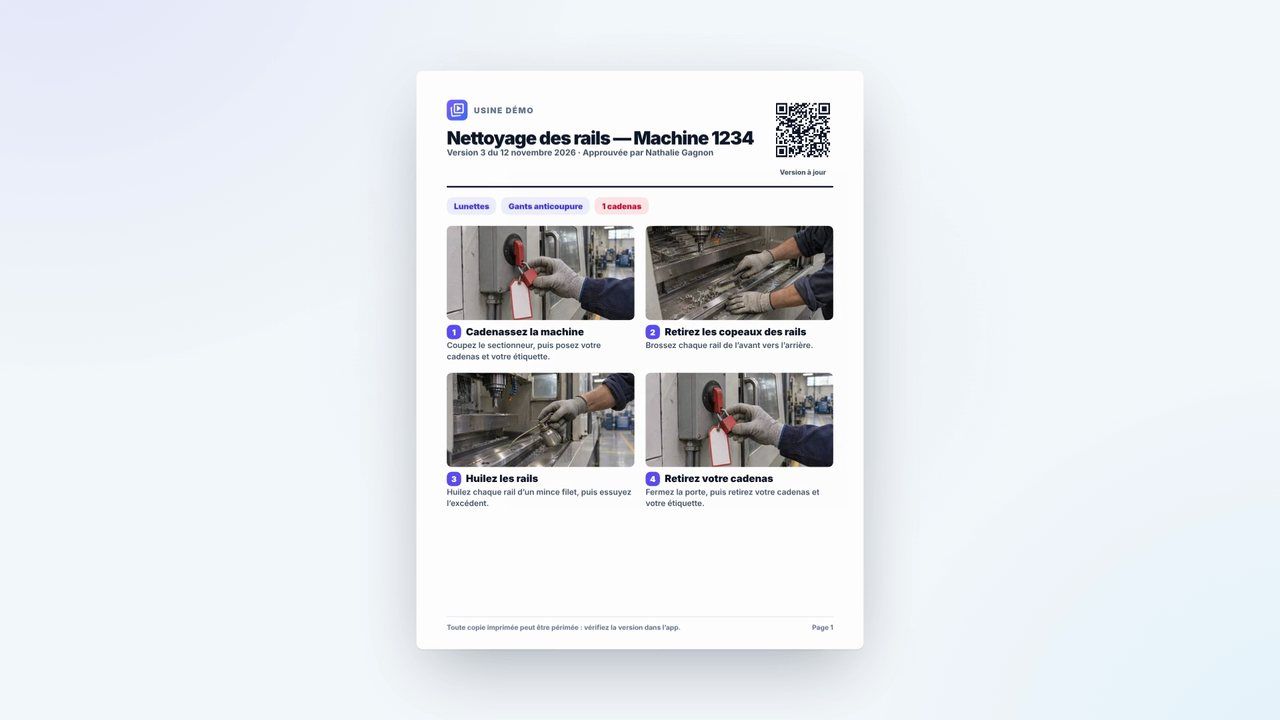 USINE DÉMO
Nettoyage des rails — Machine 1234
Version 3 du 12 novembre 2026 · Approuvée par Nathalie Gagnon
Version à jour
Lunettes
Gants anticoupure
1 cadenas
1 Cadenassez la machine
Coupez le sectionneur, puis posez votre
cadenas et votre étiquette.
2 Retirez les copeaux des rails
Brossez chaque rail de l’avant vers l’arrière.
3 Huilez les rails
Huilez chaque rail d’un mince filet, puis essuyez
l’excédent.
4 Retirez votre cadenas
Fermez la porte, puis retirez votre cadenas et
votre étiquette.
Toute copie imprimée peut être périmée : vérifiez la version dans l’app.
Page 1